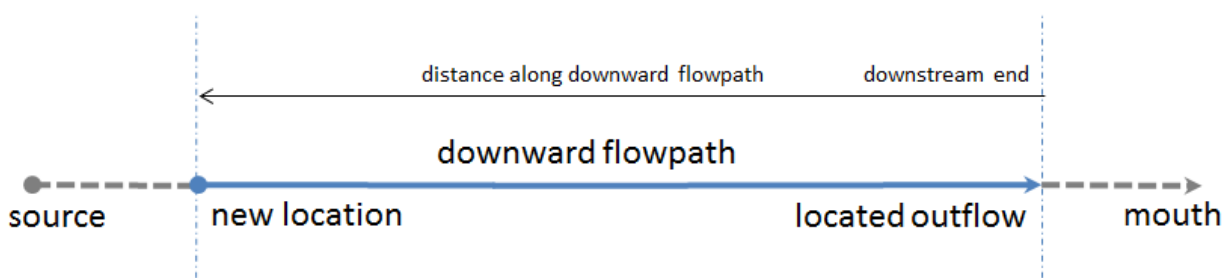 distance along downward flowpath downstream end
downward flowpath
source new location located outflow mouth